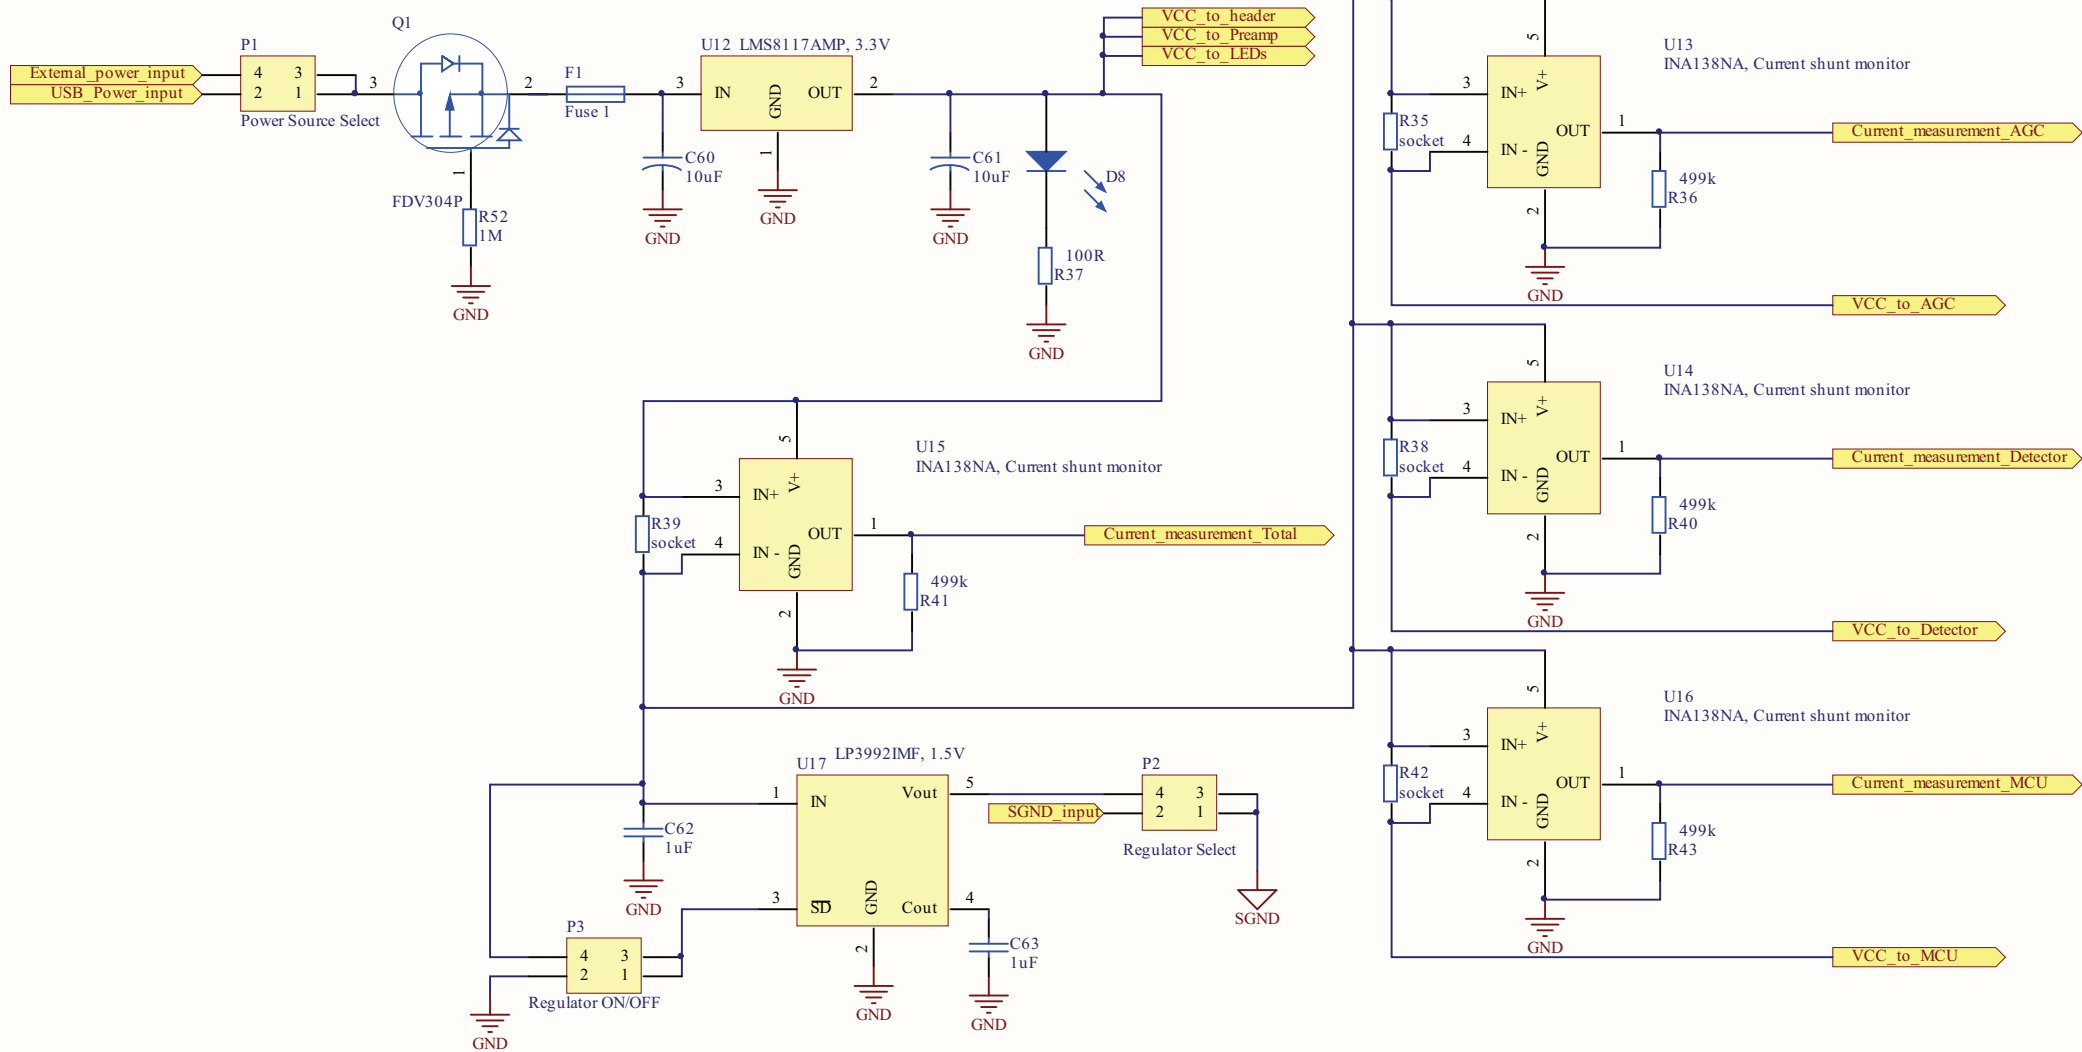 Q1
P1
External_power_input
USB_Power_input
4 3
2 1
Power Source Select
3
2
1
FDV304P
R52
1M
GND
F1
Fuse 1
C60
10uF
GND
U12 LMS8117AMP, 3.3V
3
IN
GND
OUT
2
1
GND
C61
10uF
GND
D8
100R
R37
GND
VCC_to_header
VCC_to_Preamp
VCC_to_LEDs
U13
INA138NA, Current shunt monitor
5
3
IN+
V+
R35
socket
4
IN -
GND
OUT
1
Current_measurement_AGC
499k
R36
2
GND
VCC_to_AGC
U14
INA138NA, Current shunt monitor
5
3
IN+
V+
R38
socket
4
IN -
GND
OUT
1
Current_measurement_Detector
499k
R40
2
GND
VCC_to_Detector
U15
INA138NA, Current shunt monitor
5
3
IN+
V+
R39
socket
4
IN -
GND
OUT
1
Current_measurement_Total
499k
R41
2
GND
U16
INA138NA, Current shunt monitor
5
3
IN+
V+
R42
socket
4
IN -
GND
OUT
1
Current_measurement_MCU
499k
R43
2
GND
VCC_to_MCU
U17 LP3992IMF, 1.5V
1
IN
Vout
5
3
SD
GND
Cout
4
2
GND
C62
1uF
GND
C63
1uF
GND
P2
SGND_input
4 3
2 1
Regulator Select
SGND
P3
4 3
2 1
Regulator ON/OFF
GND